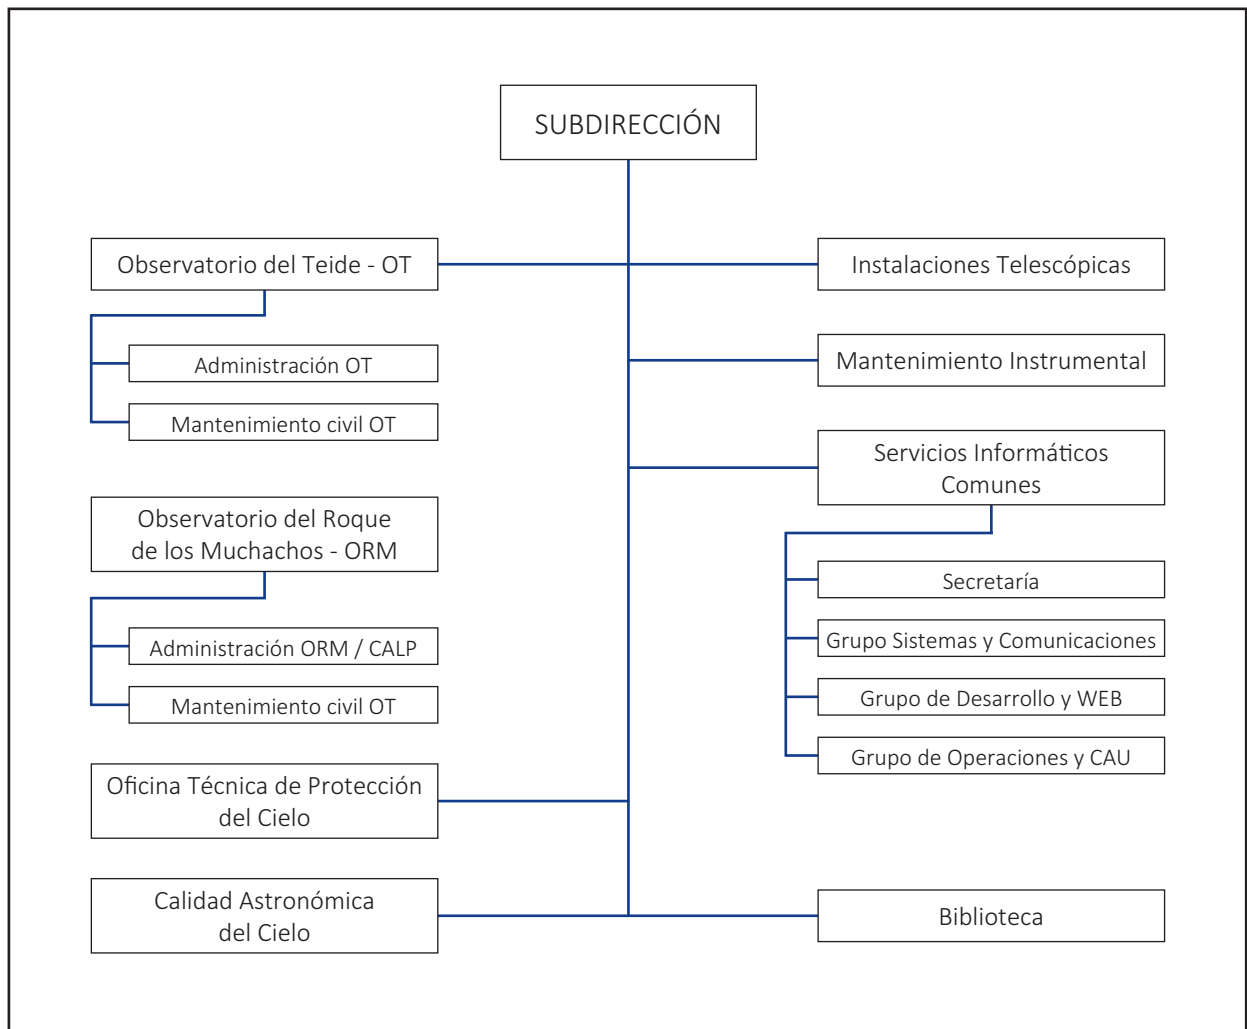 SUBDIRECCIÓN
Observatorio del Teide - OT
Administración OT
Mantenimiento civil OT
Observatorio del Roque
de los Muchachos - ORM
Administración ORM / CALP
Mantenimiento civil OT
Oficina Técnica de Protección
del Cielo
Calidad Astronómica
del Cielo
Instalaciones Telescópicas
Mantenimiento Instrumental
Servicios Informáticos
Comunes
Secretaría
Grupo Sistemas y Comunicaciones
Grupo de Desarrollo y WEB
Grupo de Operaciones y CAU
Biblioteca